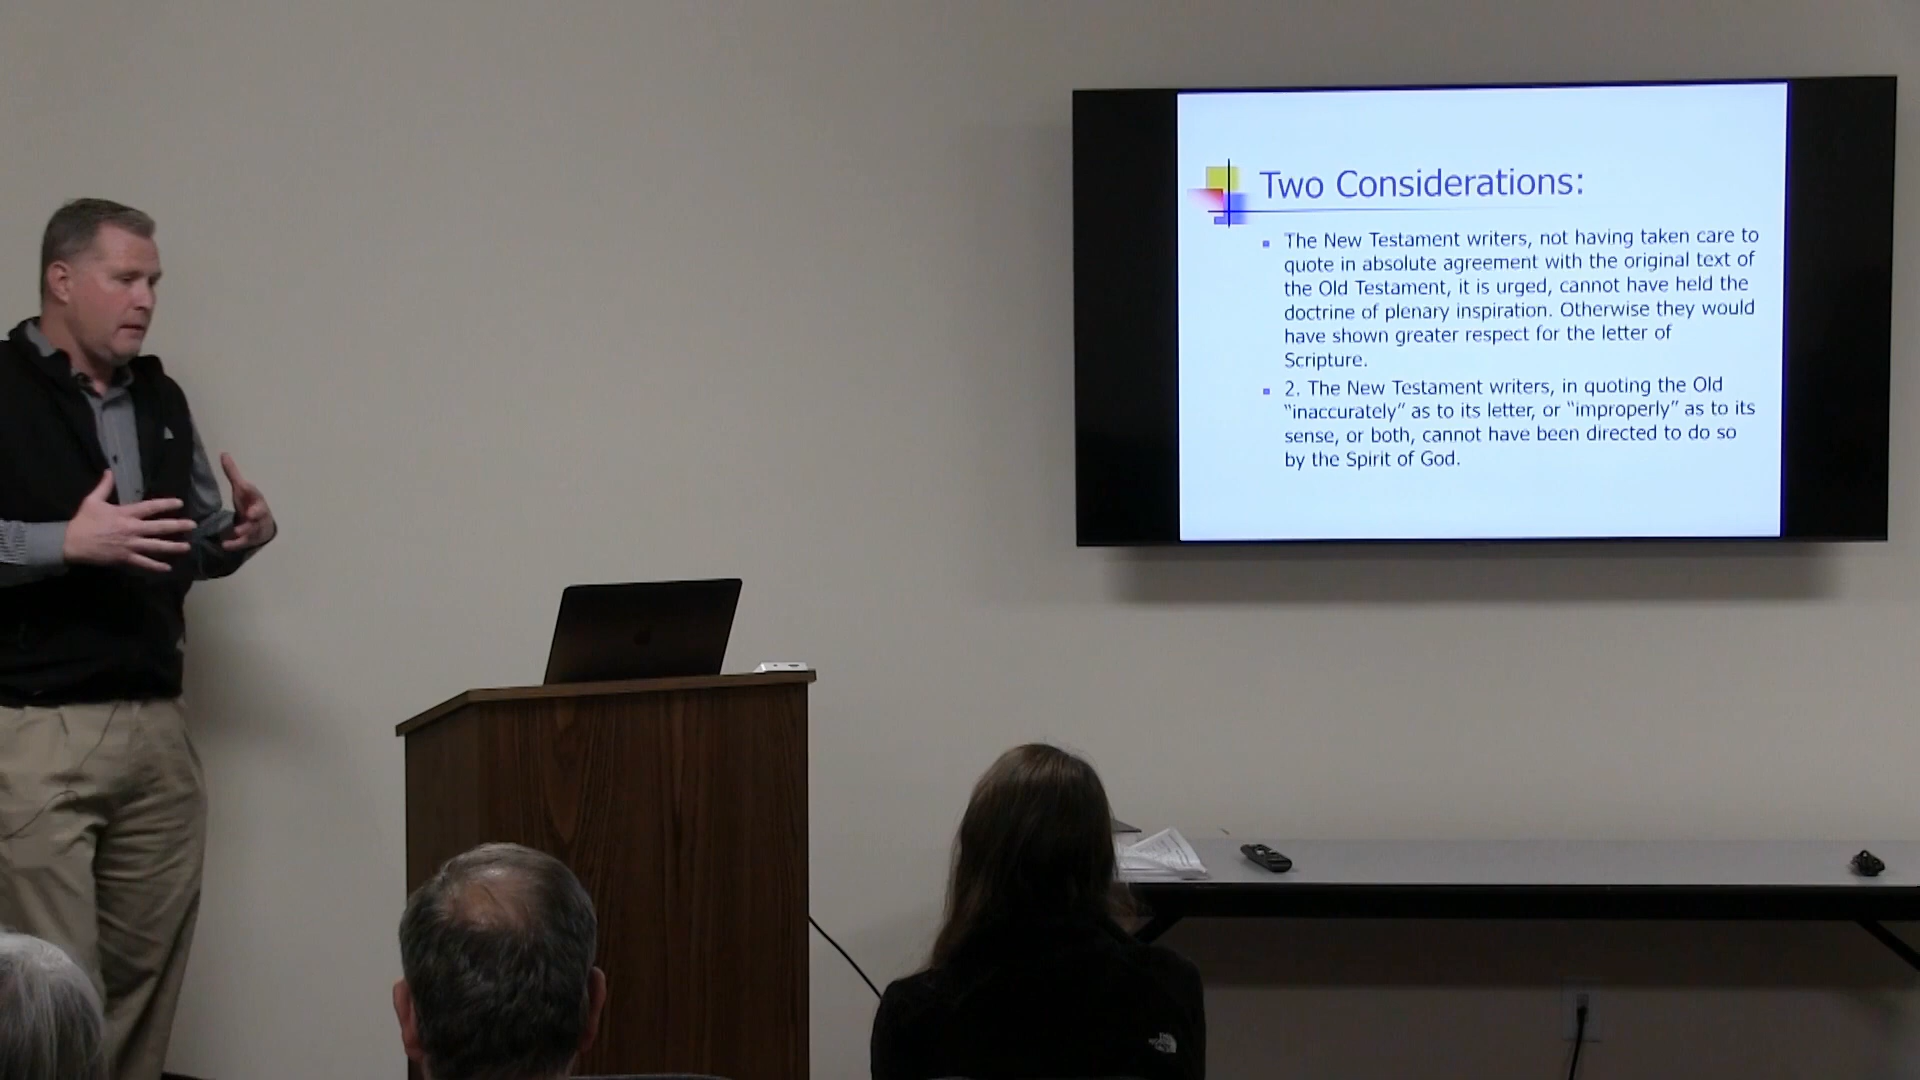 Two Considerations:
The New Testament writers, not having taken care to
quote in absolute agreement with the original text of
the Old Testament, it is urged, cannot have held the
doctrine of plenary inspiration. Otherwise they would
have shown greater respect for the letter of
Scripture.
2. The New Testament writers, in quoting the Old
“inaccurately” as to its letter, or “improperly” as to its
sense, or both, cannot have been directed to do so
by the Spirit of God.
THE
NORTH
FACE